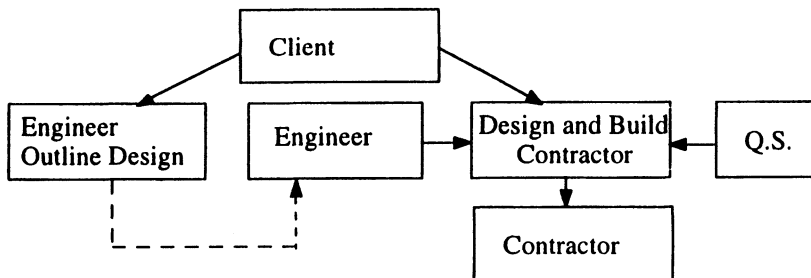 Client
Engineer
Outline Design
Engineer
Design and Build
Contractor
Q.S.
Contractor